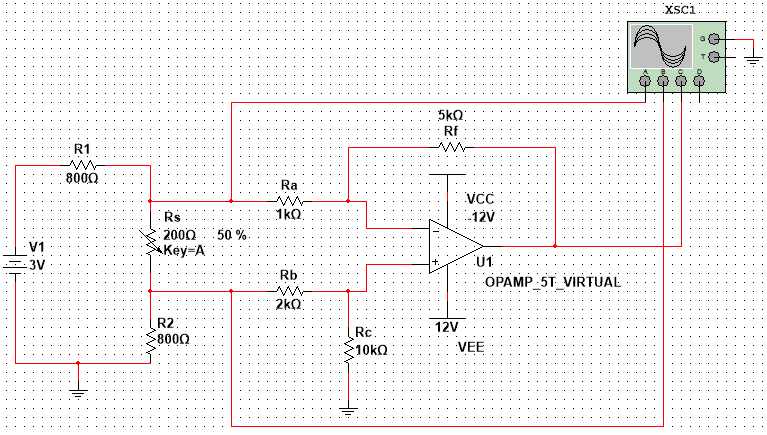 XSC1
G
T
A B C D
5kΩ
Rf
R1
800Ω
Ra
1kΩ
VCC
12V
Rs
200Ω 50 %
Key=A
V1
3V
U1
OPAMP_5T_VIRTUAL
Rb
2kΩ
R2
800Ω
Rc
10kΩ
12V
VEE